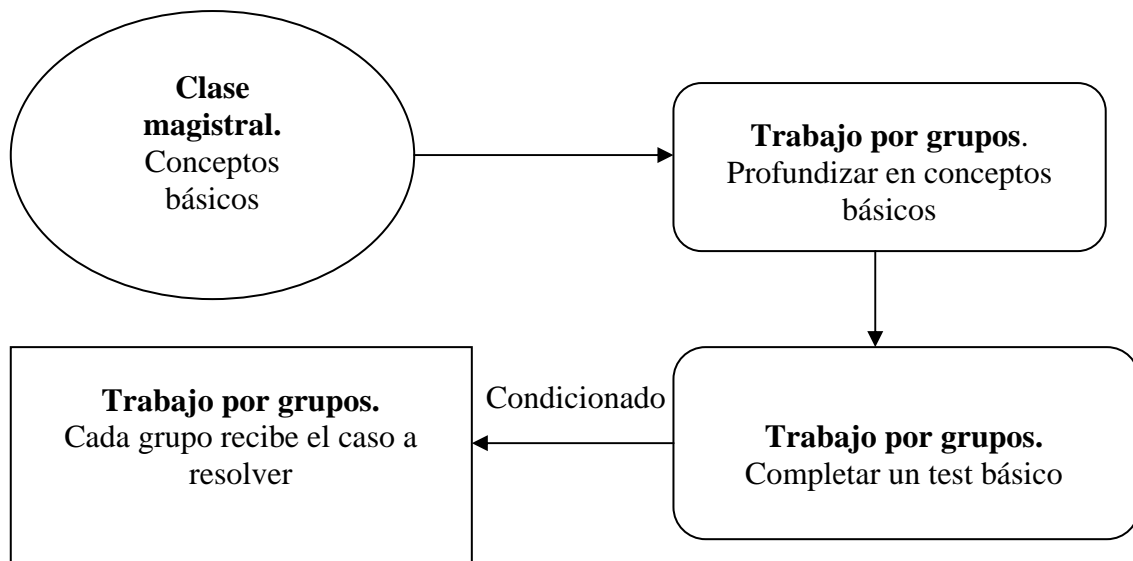 Clase
magistral.
Conceptos
básicos
Trabajo por grupos.
Profundizar en conceptos
básicos
Trabajo por grupos.
Completar un test básico
Condicionado
Trabajo por grupos.
Cada grupo recibe el caso a
resolver